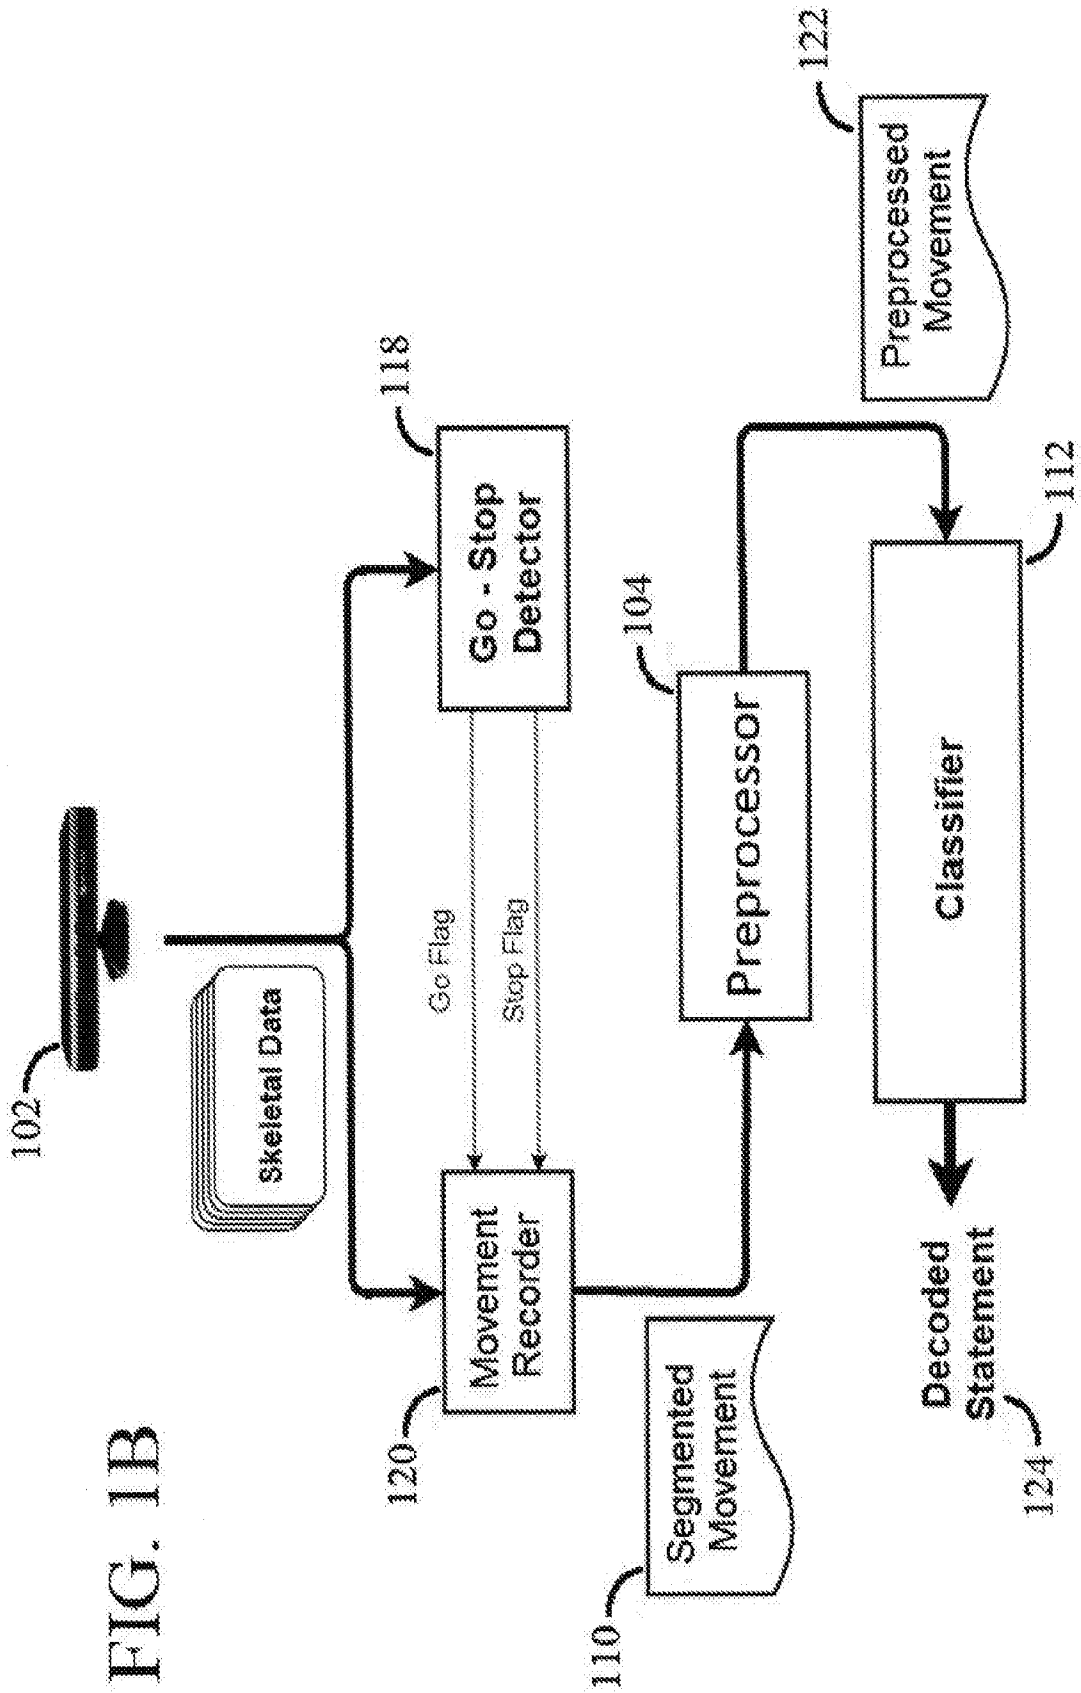 FIG. 1B
102
Skeletal Data
120
Movement
Recorder
Go Flag
Stop Flag
118
Go - Stop
Detector
110
Segmented
Movement
104
Preprocessor
122
Preprocessed
Movement
112
Classifier
Decoded
Statement
124